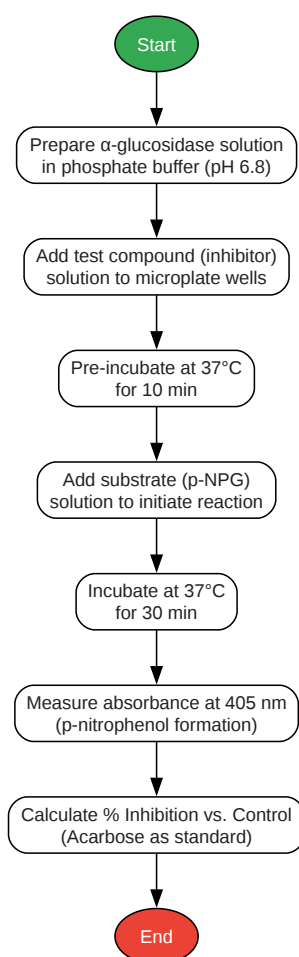 Start
Prepare α-glucosidase solution
in phosphate buffer (pH 6.8)
Add test compound (inhibitor)
solution to microplate wells
Pre-incubate at 37°C
for 10 min
Add substrate (p-NPG)
solution to initiate reaction
Incubate at 37°C
for 30 min
Measure absorbance at 405 nm
(p-nitrophenol formation)
Calculate % Inhibition vs. Control
(Acarbose as standard)
End